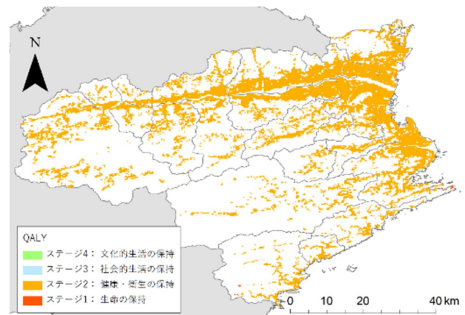 N
QALY
ステージ4： 文化的生活の保持
ステージ3： 社会的生活の保持
ステージ2： 健康・衛生の保持
ステージ1： 生命の保持
0 10 20 40 km